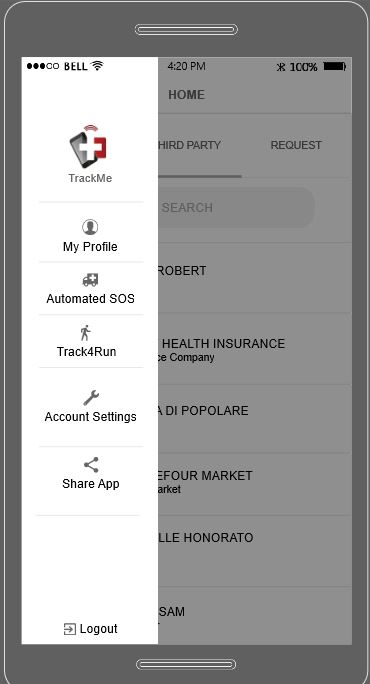 BELL 4:20 PM 100%
HOME
TrackMe
HIRD PARTY REQUEST
SEARCH
My Profile
ROBERT
Automated SOS
HEALTH INSURANCE
ce Company
Track4Run
A DI POPOLARE
Account Settings
EFOUR MARKET
arket
Share App
LLE HONORATO
SAM
Logout